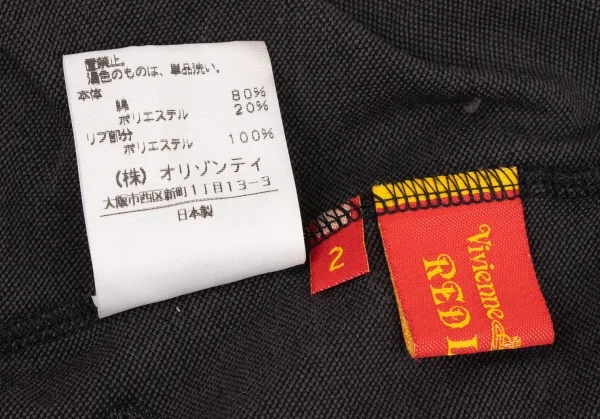 置禁止。
濃色のものは、単品洗い。
本体
綿 80%
ポリエステル 20%
リブ部分
ポリエステル 100%
(株) オリゾンティ
大阪市西区新町1丁目13-3
日本製
2
Vivienne
RED L